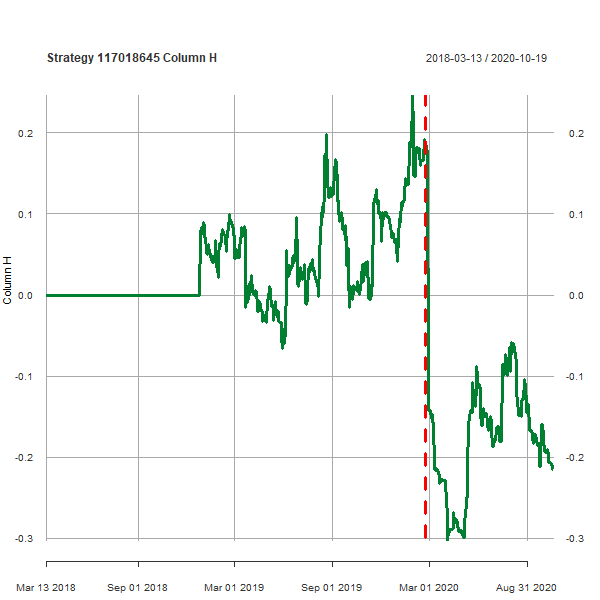 Strategy 117018645 Column H
2018-03-13 / 2020-10-19
0.2
0.2
0.1
0.1
Column H
0.0
0.0
-0.1
-0.1
-0.2
-0.2
-0.3
-0.3
Mar 13 2018
Sep 01 2018
Mar 01 2019
Sep 01 2019
Mar 01 2020
Aug 31 2020